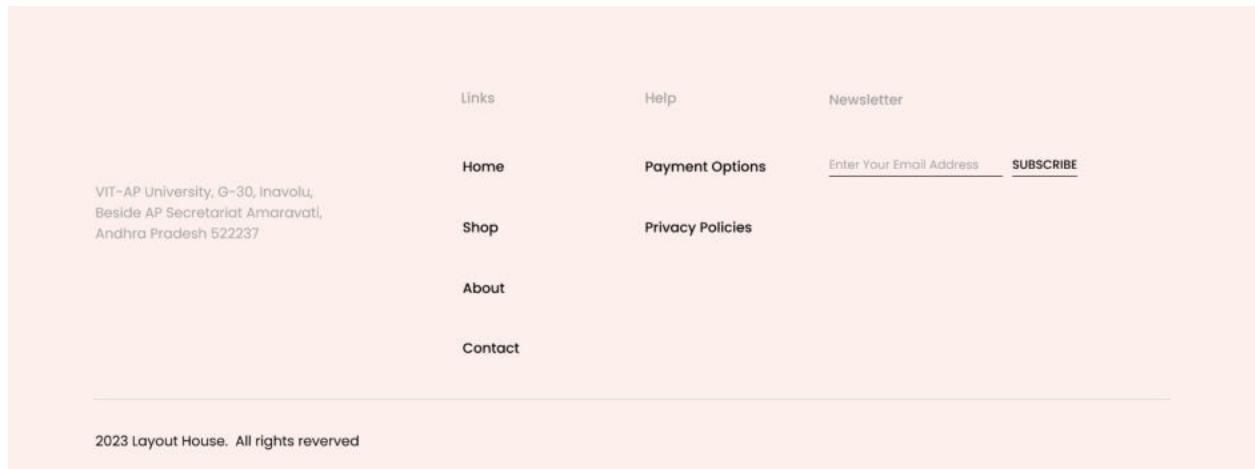 VIT-AP University, G-30, Inavolu,
Beside AP Secretariat Amaravati,
Andhra Pradesh 522237
Links
Home
Shop
About
Contact
Help
Payment Options
Privacy Policies
Newsletter
Enter Your Email Address SUBSCRIBE
2023 Layout House. All rights reverved